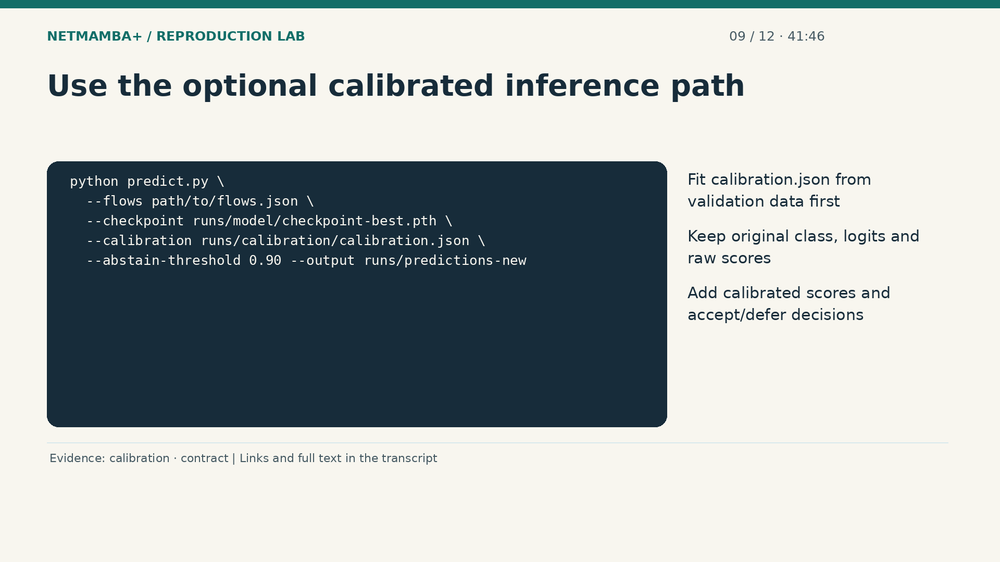 NETMAMBA+ / REPRODUCTION LAB
09 / 12 · 41:46
Use the optional calibrated inference path
python predict.py \
  --flows path/to/flows.json \
  --checkpoint runs/model/checkpoint-best.pth \
  --calibration runs/calibration/calibration.json \
  --abstain-threshold 0.90 --output runs/predictions-new
Fit calibration.json from
validation data first
Keep original class, logits and
raw scores
Add calibrated scores and
accept/defer decisions
Evidence: calibration · contract | Links and full text in the transcript